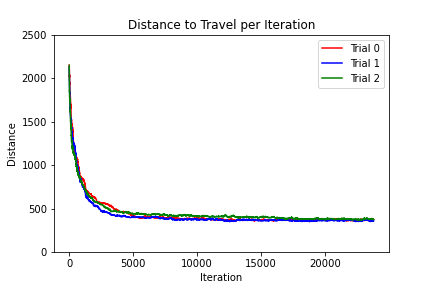 Distance to Travel per Iteration
2500
2000
1500
1000
500
0
Distance
0 5000 10000 15000 20000
Iteration
Trial 0
Trial 1
Trial 2